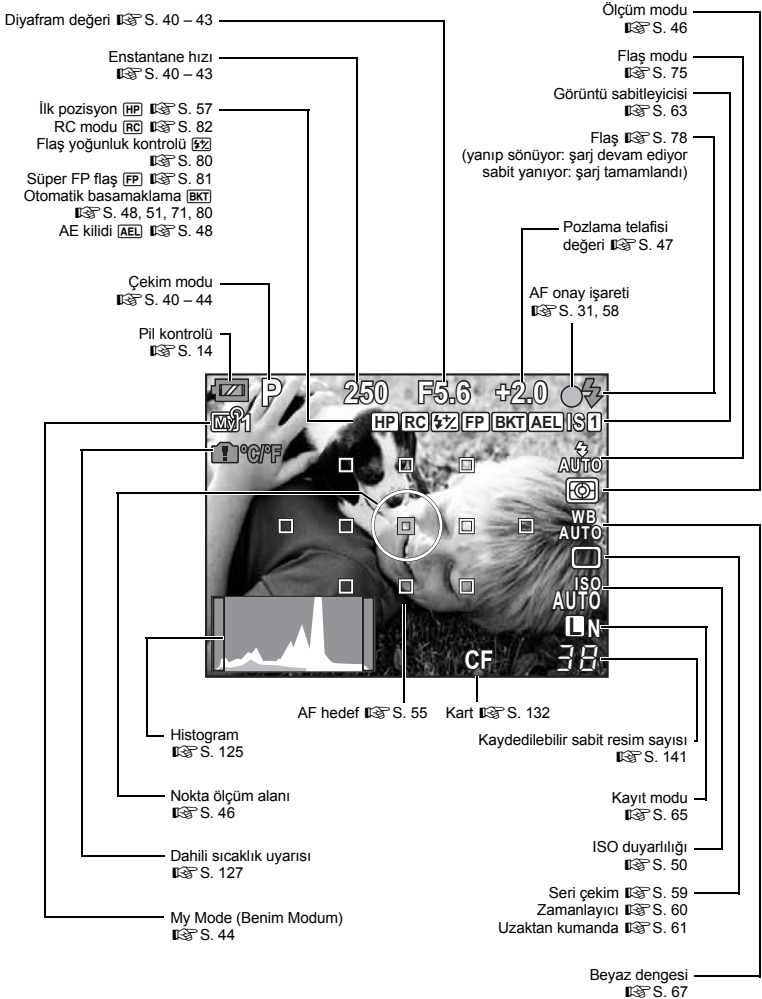 Diyafram değeri ☞ S. 40 – 43
Enstantane hızı
☞ S. 40 – 43
İlk pozisyon HP ☞ S. 57
RC modu RC ☞ S. 82
Flaş yoğunluk kontrolü
☞ S. 80
Süper FP flaş FP ☞ S. 81
Otomatik basamaklama BKT
☞ S. 48, 51, 71, 80
AE kilidi AEL ☞ S. 48
Çekim modu
☞ S. 40 – 44
Pil kontrolü
☞ S. 14
Ölçüm modu
☞ S. 46
Flaş modu
☞ S. 75
Görüntü sabitleyicisi
☞ S. 63
Flaş ☞ S. 78
(yanıp sönüyor: şarj devam ediyor
sabit yanıyor: şarj tamamlandı)
Pozlama telafisi
değeri ☞ S. 47
AF onay işareti
☞ S. 31, 58
P 250 F5.6 +2.0
My 1 HP RC FP BKT AEL IS 1
°C/°F
AUTO
WB
AUTO
ISO
AUTO
L N
CF 38
AF hedef ☞ S. 55
Kart ☞ S. 132
Histogram
☞ S. 125
Nokta ölçüm alanı
☞ S. 46
Dahili sıcaklık uyarısı
☞ S. 127
My Mode (Benim Modum)
☞ S. 44
Kaydedilebilir sabit resim sayısı
☞ S. 141
Kayıt modu
☞ S. 65
ISO duyarlılığı
☞ S. 50
Seri çekim ☞ S. 59
Zamanlayıcı ☞ S. 60
Uzaktan kumanda ☞ S. 61
Beyaz dengesi
☞ S. 67